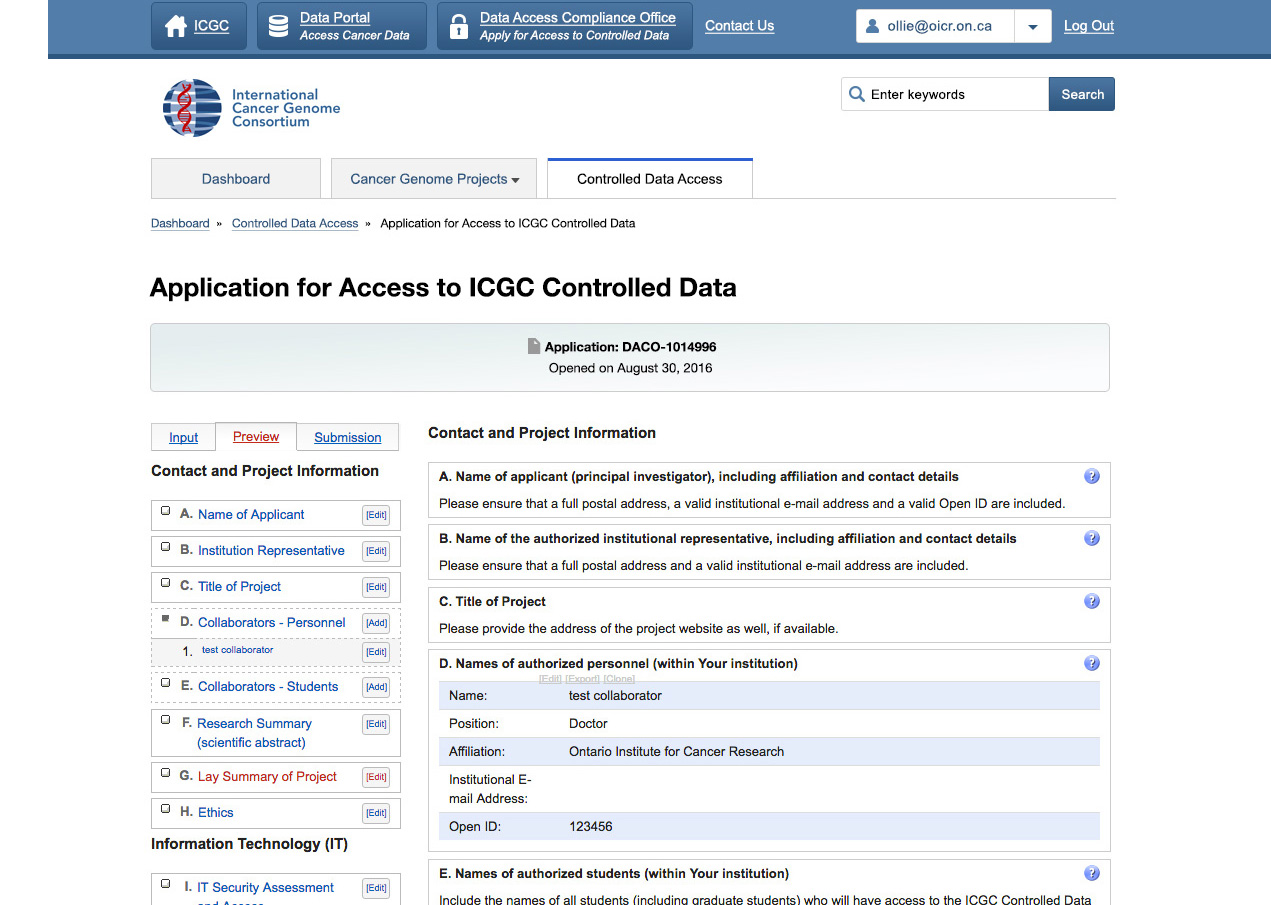 ICGC
Data Portal
Access Cancer Data
Data Access Compliance Office
Apply for Access to Controlled Data
Contact Us
ollie@oicr.on.ca
Log Out
International
Cancer Genome
Consortium
Enter keywords
Search
Dashboard
Cancer Genome Projects
Controlled Data Access
Dashboard » Controlled Data Access » Application for Access to ICGC Controlled Data
Application for Access to ICGC Controlled Data
Application: DACO-1014996
Opened on August 30, 2016
Input
Preview
Submission
Contact and Project Information
A. Name of Applicant [Edit]
B. Institution Representative [Edit]
C. Title of Project [Edit]
D. Collaborators - Personnel [Add]
1. test collaborator [Edit]
E. Collaborators - Students [Add]
F. Research Summary [Edit]
(scientific abstract)
G. Lay Summary of Project [Edit]
H. Ethics [Edit]
Information Technology (IT)
I. IT Security Assessment [Edit]
and Access
Contact and Project Information
A. Name of applicant (principal investigator), including affiliation and contact details ?
Please ensure that a full postal address, a valid institutional e-mail address and a valid Open ID are included.
B. Name of the authorized institutional representative, including affiliation and contact details ?
Please ensure that a full postal address and a valid institutional e-mail address are included.
C. Title of Project ?
Please provide the address of the project website as well, if available.
D. Names of authorized personnel (within Your institution) ?
[Edit] [Export] [Clone]
Name: test collaborator
Position: Doctor
Affiliation: Ontario Institute for Cancer Research
Institutional E-
mail Address:
Open ID: 123456
E. Names of authorized students (within Your institution) ?
Include the names of all students (including graduate students) who will have access to the ICGC Controlled Data